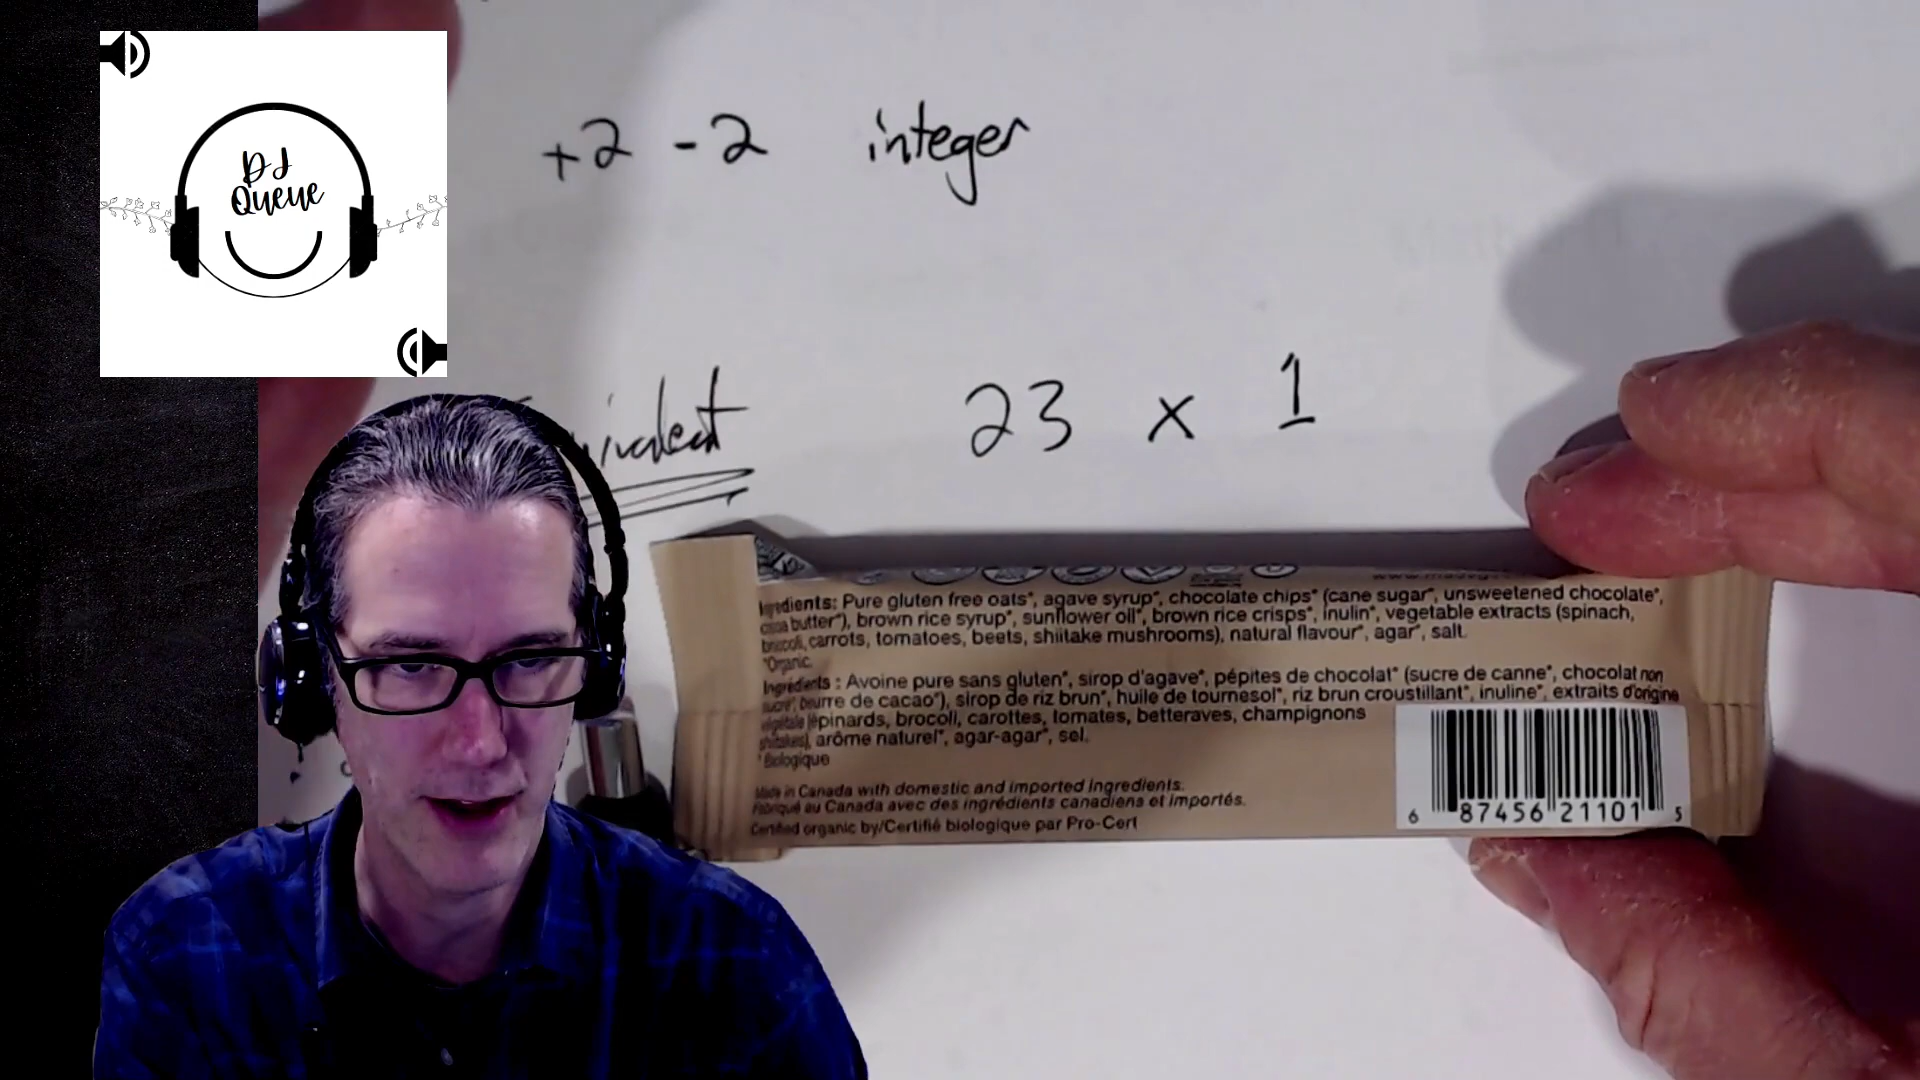 DJ
Queue
+2 -2 integer
23 x 1
Ingredients: Pure gluten free oats*, agave syrup*, chocolate chips* (cane sugar*, unsweetened chocolate*,
cocoa butter*), brown rice syrup*, sunflower oil*, brown rice crisps*, inulin*, vegetable extracts (spinach,
broccoli, carrots, tomatoes, beets, shiitake mushrooms), natural flavour*, agar*, salt.
*Organic.
Ingrédients : Avoine pure sans gluten*, sirop d'agave*, pépites de chocolat* (sucre de canne*, chocolat non
sucré*, beurre de cacao*), sirop de riz brun*, huile de tournesol*, riz brun croustillant*, inuline*, extraits d'origine
végétale (épinards, brocoli, carottes, tomates, betteraves, champignons
shiitakes), arôme naturel*, agar-agar*, sel.
*Biologique
Made in Canada with domestic and imported ingredients.
Fabriqué au Canada avec des ingrédients canadiens et importés.
Certified organic by/Certifié biologique par Pro-Cert
6 87456 21101 5